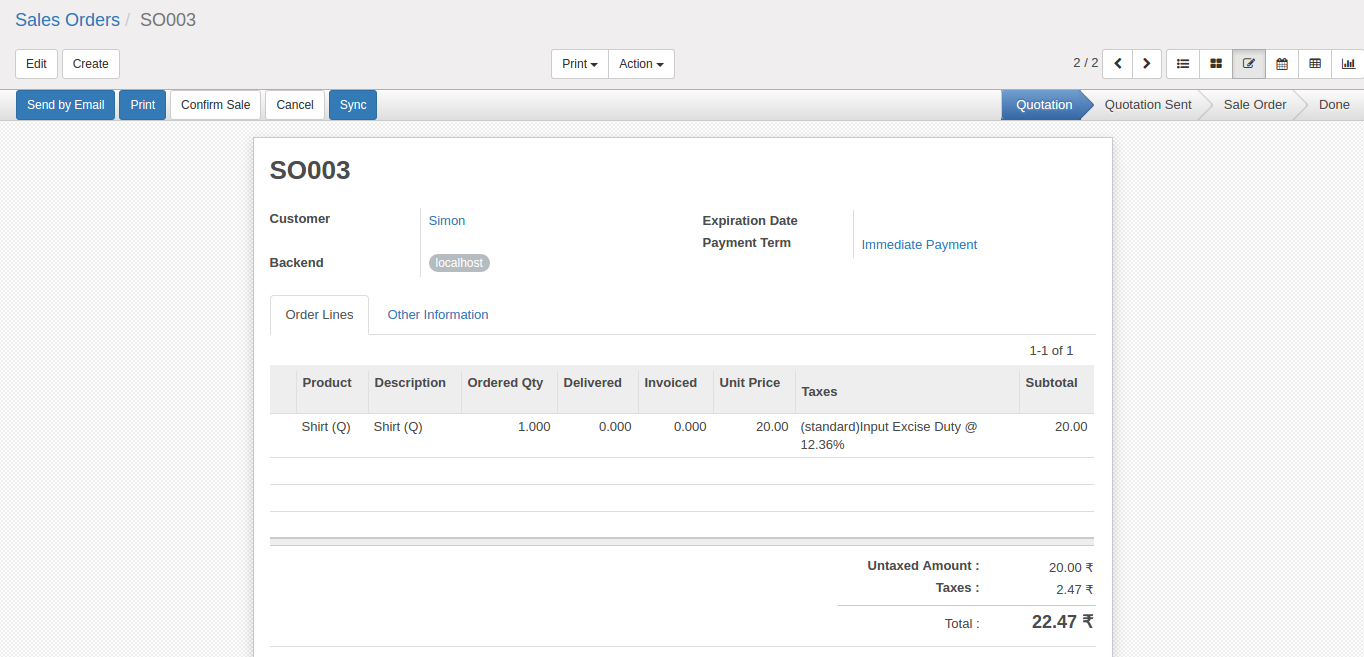 Sales Orders / SO003
Edit Create Print Action 2 / 2
Send by Email Print Confirm Sale Cancel Sync Quotation Quotation Sent Sale Order Done
SO003
Customer Simon Expiration Date
Payment Term Immediate Payment
Backend localhost
Order Lines Other Information
1-1 of 1
Product Description Ordered Qty Delivered Invoiced Unit Price Taxes Subtotal
Shirt (Q) Shirt (Q) 1.000 0.000 0.000 20.00 (standard)Input Excise Duty @ 20.00
12.36%
Untaxed Amount : 20.00 ₹
Taxes : 2.47 ₹
Total : 22.47 ₹